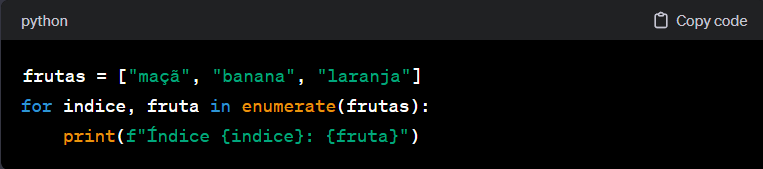 python
Copy code
frutas = ["maçã", "banana", "laranja"]
for indice, fruta in enumerate(frutas):
    print(f"Índice {indice}: {fruta}")